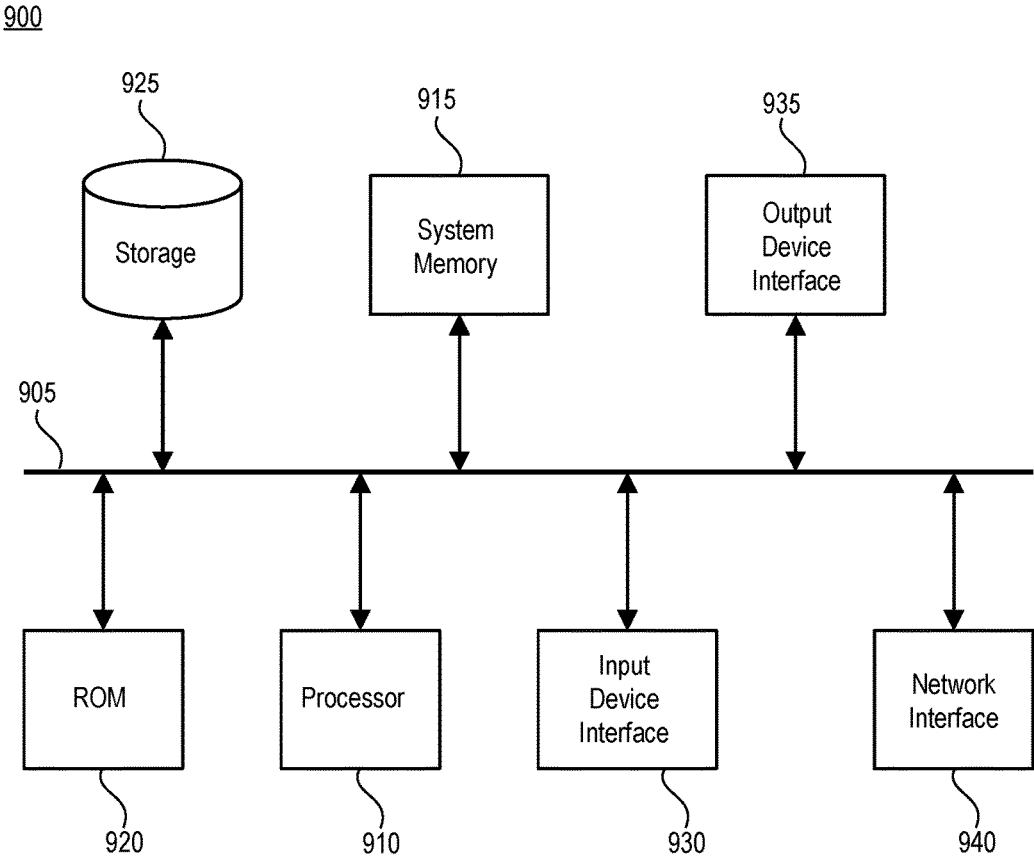 900
925
915
935
Storage
System
Memory
Output
Device
Interface
905
ROM
Processor
Input
Device
Interface
Network
Interface
920
910
930
940